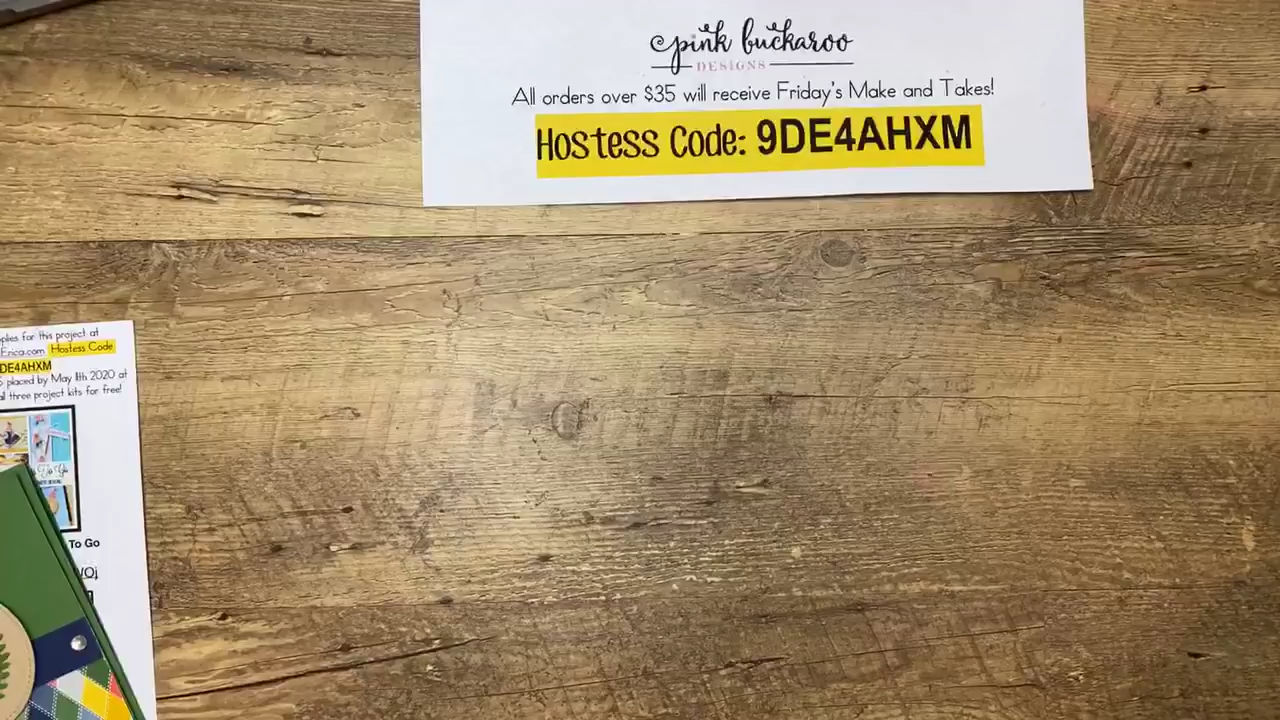 pink buckaroo
DESIGNS
All orders over $35 will receive Friday's Make and Takes!
Hostess Code: 9DE4AHXM
plies for this project at
Erica.com Hostess Code
DE4AHXM
placed by May 11th 2020 at
all three project kits for free!
To Go